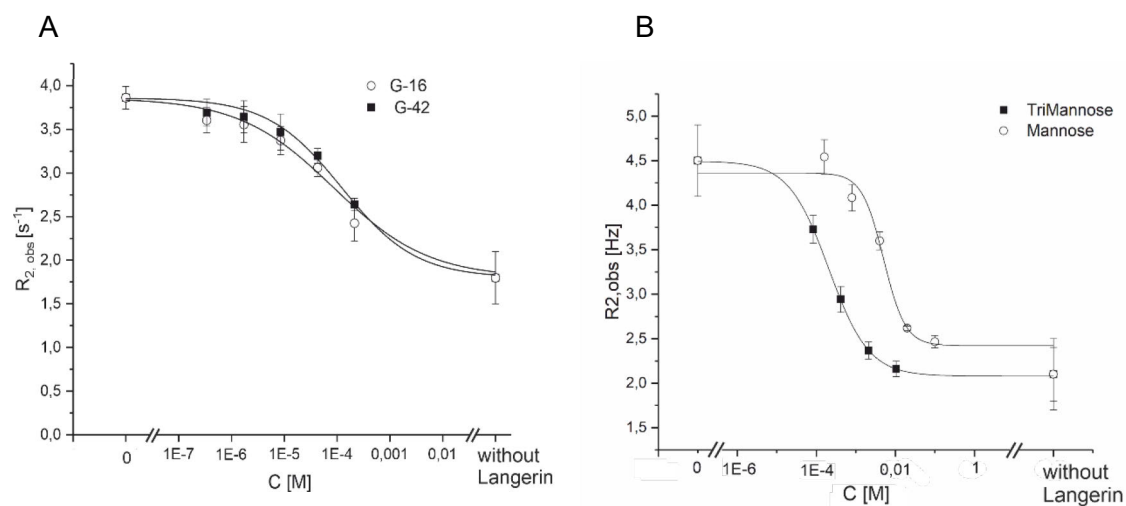 A
B
4,0
3,5
3,0
2,5
2,0
1,5
1,0
0,5
0,0
R2, obs [s-1]
G-16
G-42
0
1E-7
1E-6
1E-5
1E-4
0,001
0,01
without
Langerin
C [M]
5,0
4,5
4,0
3,5
3,0
2,5
2,0
1,5
R2,obs [Hz]
TriMannose
Mannose
0
1E-6
1E-4
0,01
1
without
Langerin
C [M]